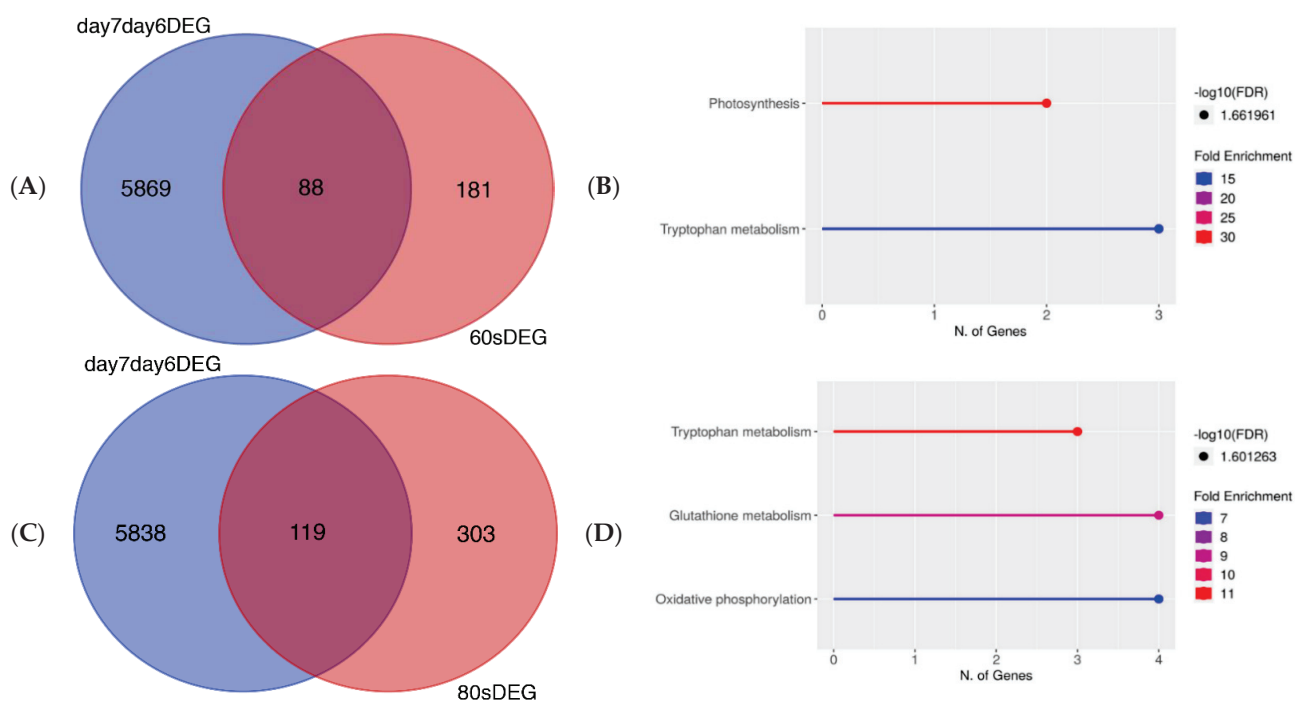 day7day6DEG
(A)
5869
88
181
60sDEG
(B)
Photosynthesis
Tryptophan metabolism
0 1 2 3
N. of Genes
-log10(FDR)
1.661961
Fold Enrichment
15
20
25
30
day7day6DEG
(C)
5838
119
303
80sDEG
(D)
Tryptophan metabolism
Glutathione metabolism
Oxidative phosphorylation
0 1 2 3 4
N. of Genes
-log10(FDR)
1.601263
Fold Enrichment
7
8
9
10
11